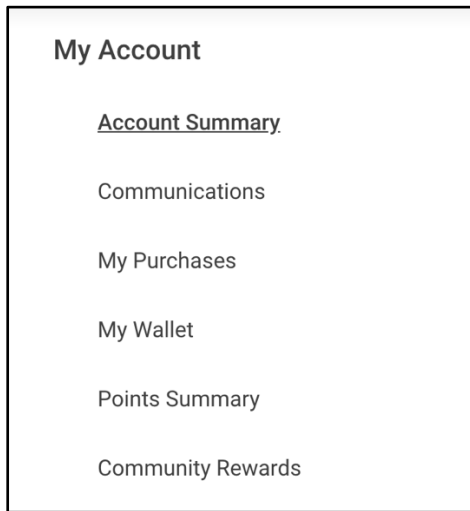 My Account
Account Summary
Communications
My Purchases
My Wallet
Points Summary
Community Rewards